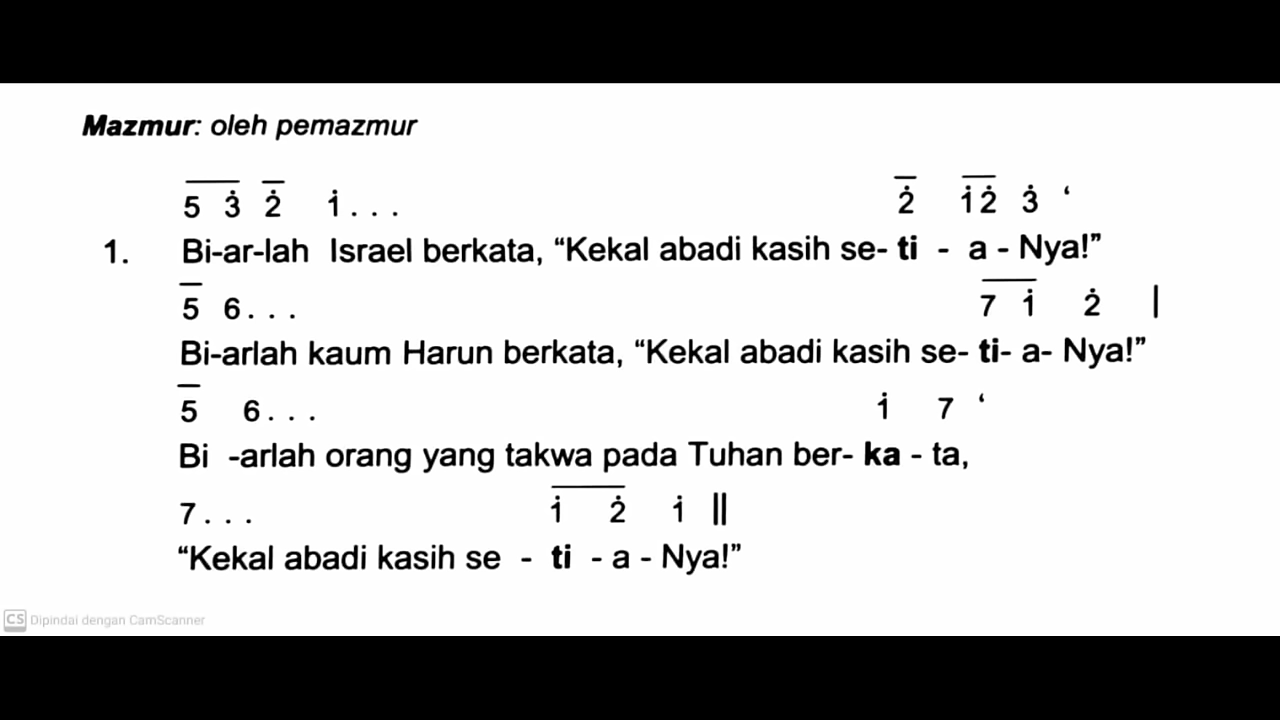 Mazmur: oleh pemazmur
5 3̇ 2̇ 1̇ . . . 2̇ 1̇2̇ 3̇ ‘
1. Bi-ar-lah Israel berkata, “Kekal abadi kasih se- ti - a - Nya!”
5 6 . . . 7 1̇ 2̇ |
Bi-arlah kaum Harun berkata, “Kekal abadi kasih se- ti- a- Nya!”
5 6 . . . 1̇ 7 ‘
Bi -arlah orang yang takwa pada Tuhan ber- ka - ta,
7 . . . 1̇ 2̇ 1̇ ||
“Kekal abadi kasih se - ti - a - Nya!”
CS Dipindai dengan CamScanner